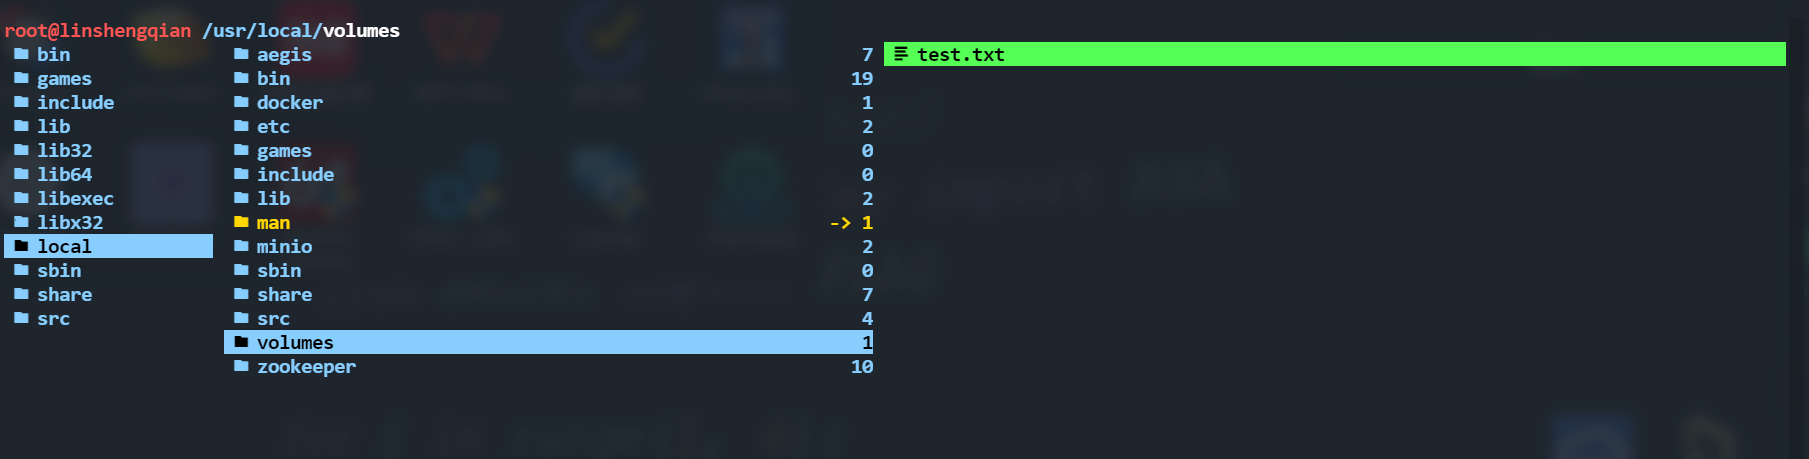 root@linshengqian /usr/local/volumes
bin aegis 7 test.txt
games bin 19
include docker 1
lib etc 2
lib32 games 0
lib64 include 0
libexec lib 2
libx32 man -> 1
local minio 2
sbin sbin 0
share share 7
src src 4
volumes 1
zookeeper 10